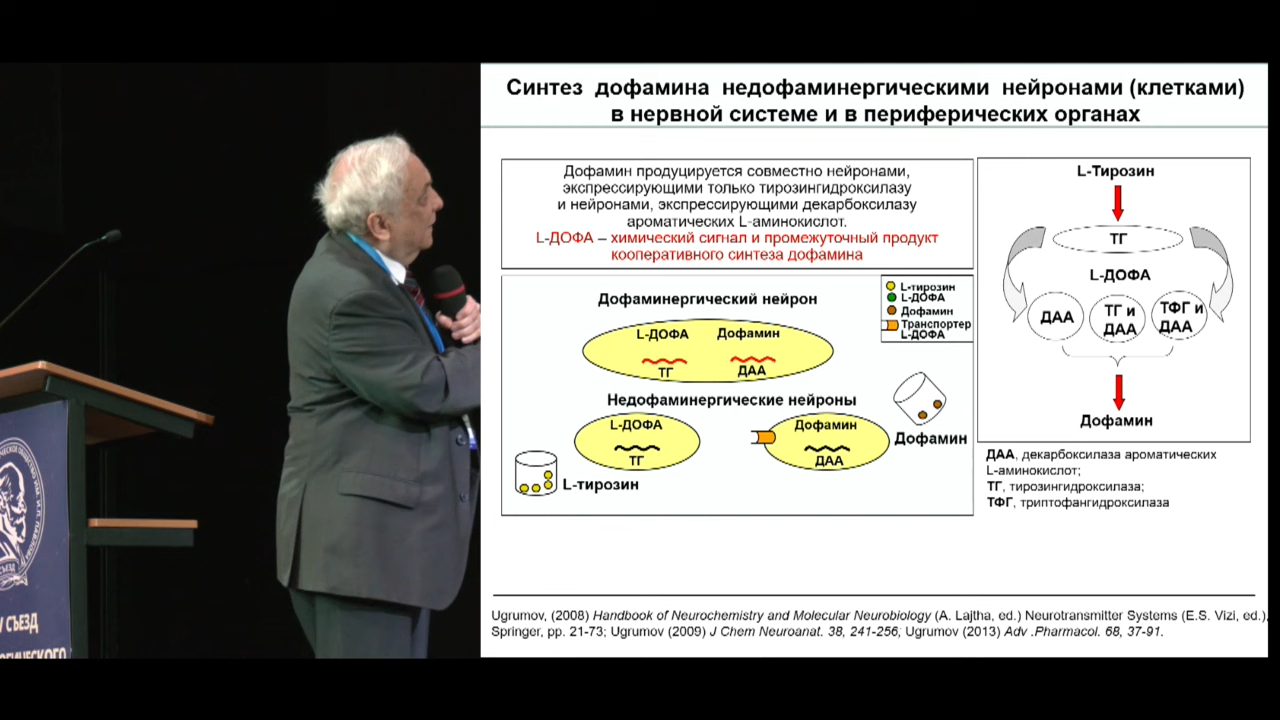 Синтез дофамина недофаминергическими нейронами (клетками)
в нервной системе и в периферических органах
Дофамин продуцируется совместно нейронами,
экспрессирующими только тирозингидроксилазу
и нейронами, экспрессирующими декарбоксилазу
ароматических L-аминокислот.
L-ДОФА – химический сигнал и промежуточный продукт
кооперативного синтеза дофамина
L-тирозин
L-ДОФА
Дофамин
Транспортер
L-ДОФА
Дофаминергический нейрон
L-ДОФА Дофамин
ТГ ДАА
Недофаминергические нейроны
L-ДОФА
ТГ
Дофамин
ДАА
Дофамин
L-тирозин
L-Тирозин
ТГ
L-ДОФА
ДАА
ТГ и
ДАА
ТФГ и
ДАА
Дофамин
ДАА, декарбоксилаза ароматических
L-аминокислот;
ТГ, тирозингидроксилаза;
ТФГ, триптофангидроксилаза
Ugrumov, (2008) Handbook of Neurochemistry and Molecular Neurobiology (A. Lajtha, ed.) Neurotransmitter Systems (E.S. Vizi, ed.),
Springer, pp. 21-73; Ugrumov (2009) J Chem Neuroanat. 38, 241-256; Ugrumov (2013) Adv .Pharmacol. 68, 37-91.
СЪЕЗД